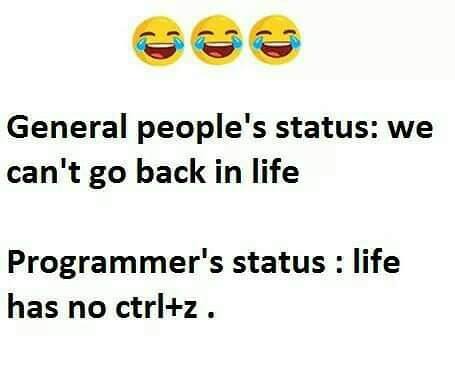 General people's status: we
can't go back in life
Programmer's status : life
has no ctrl+z .